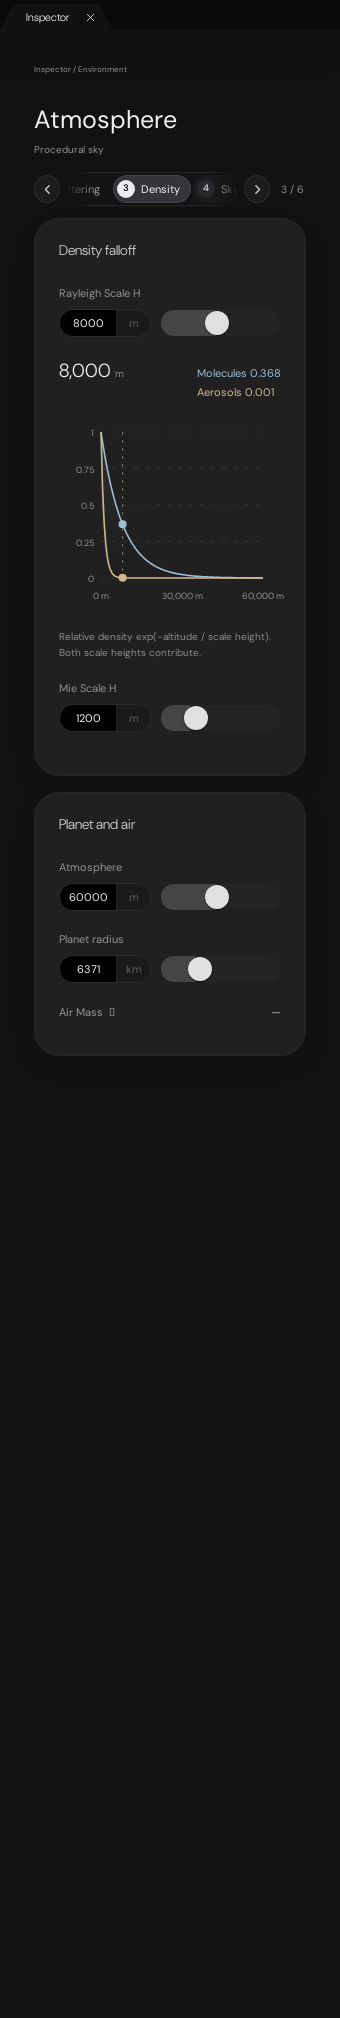 Inspector
Inspector / Environment
Atmosphere
Procedural sky
tering 3 Density 4 Sk 3 / 6
Density falloff
Rayleigh Scale H
8000 m
8,000 m
Molecules 0.368
Aerosols 0.001
1
0.75
0.5
0.25
0
0 m 30,000 m 60,000 m
Relative density exp(−altitude / scale height).
Both scale heights contribute.
Mie Scale H
1200 m
Planet and air
Atmosphere
60000 m
Planet radius
6371 km
Air Mass —